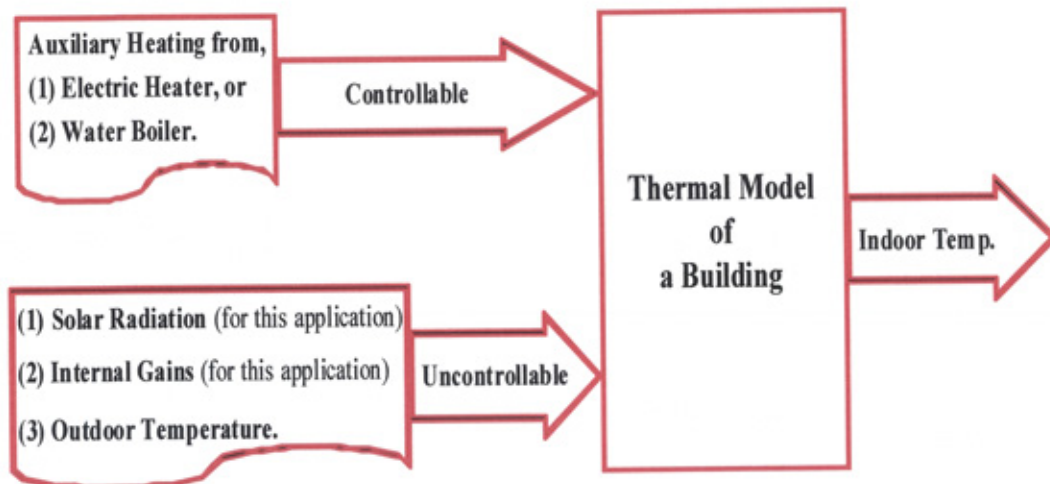 Auxiliary Heating from,
(1) Electric Heater, or
(2) Water Boiler.
Controllable
Thermal Model
of
a Building
Indoor Temp.
(1) Solar Radiation (for this application)
(2) Internal Gains (for this application)
(3) Outdoor Temperature.
Uncontrollable